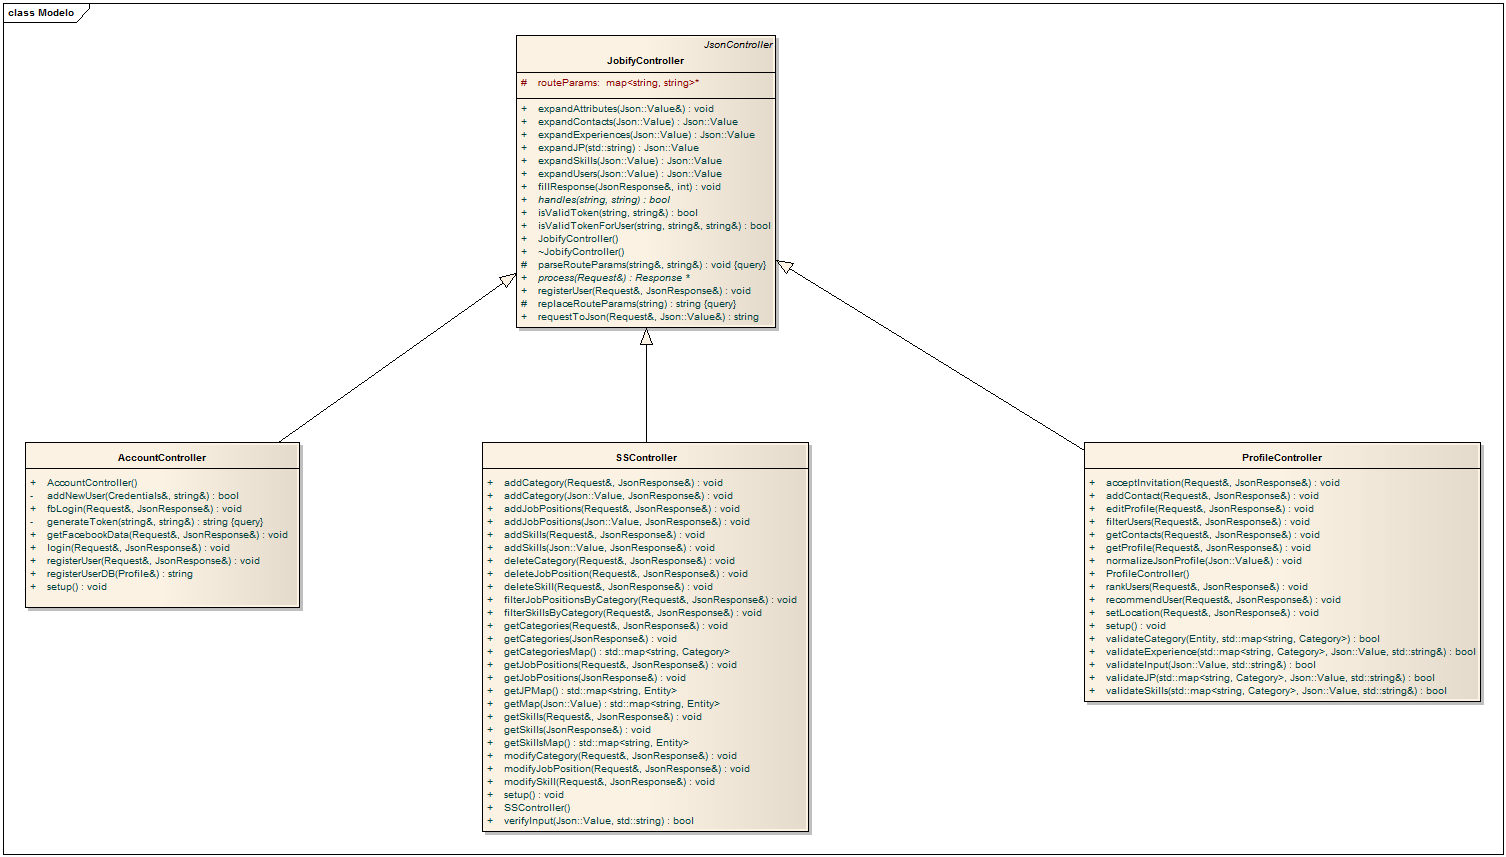 class Modelo
JsonController
JobifyController
# routeParams: map<string, string>*
+ expandAttributes(Json::Value&) : void
+ expandContacts(Json::Value) : Json::Value
+ expandExperiences(Json::Value) : Json::Value
+ expandJP(std::string) : Json::Value
+ expandSkills(Json::Value) : Json::Value
+ expandUsers(Json::Value) : Json::Value
+ fillResponse(JsonResponse&, int) : void
+ handles(string, string) : bool
+ isValidToken(string, string&) : bool
+ isValidTokenForUser(string, string&, string&) : bool
+ JobifyController()
+ ~JobifyController()
# parseRouteParams(string&, string&) : void {query}
+ process(Request&) : Response *
+ registerUser(Request&, JsonResponse&) : void
# replaceRouteParams(string) : string {query}
+ requestToJson(Request&, Json::Value&) : string
AccountController
+ AccountController()
- addNewUser(Credentials&, string&) : bool
+ fbLogin(Request&, JsonResponse&) : void
- generateToken(string&, string&) : string {query}
+ getFacebookData(Request&, JsonResponse&) : void
+ login(Request&, JsonResponse&) : void
+ registerUser(Request&, JsonResponse&) : void
+ registerUserDB(Profile&) : string
+ setup() : void
SSController
+ addCategory(Request&, JsonResponse&) : void
+ addCategory(Json::Value, JsonResponse&) : void
+ addJobPositions(Request&, JsonResponse&) : void
+ addJobPositions(Json::Value, JsonResponse&) : void
+ addSkills(Request&, JsonResponse&) : void
+ addSkills(Json::Value, JsonResponse&) : void
+ deleteCategory(Request&, JsonResponse&) : void
+ deleteJobPosition(Request&, JsonResponse&) : void
+ deleteSkill(Request&, JsonResponse&) : void
+ filterJobPositionsByCategory(Request&, JsonResponse&) : void
+ filterSkillsByCategory(Request&, JsonResponse&) : void
+ getCategories(Request&, JsonResponse&) : void
+ getCategories(JsonResponse&) : void
+ getCategoriesMap() : std::map<string, Category>
+ getJobPositions(Request&, JsonResponse&) : void
+ getJobPositions(JsonResponse&) : void
+ getJPMap() : std::map<string, Entity>
+ getMap(Json::Value) : std::map<string, Entity>
+ getSkills(Request&, JsonResponse&) : void
+ getSkills(JsonResponse&) : void
+ getSkillsMap() : std::map<string, Entity>
+ modifyCategory(Request&, JsonResponse&) : void
+ modifyJobPosition(Request&, JsonResponse&) : void
+ modifySkill(Request&, JsonResponse&) : void
+ setup() : void
+ SSController()
+ verifyInput(Json::Value, std::string) : bool
ProfileController
+ acceptInvitation(Request&, JsonResponse&) : void
+ addContact(Request&, JsonResponse&) : void
+ editProfile(Request&, JsonResponse&) : void
+ filterUsers(Request&, JsonResponse&) : void
+ getContacts(Request&, JsonResponse&) : void
+ getProfile(Request&, JsonResponse&) : void
+ normalizeJsonProfile(Json::Value&) : void
+ ProfileController()
+ rankUsers(Request&, JsonResponse&) : void
+ recommendUser(Request&, JsonResponse&) : void
+ setLocation(Request&, JsonResponse&) : void
+ setup() : void
+ validateCategory(Entity, std::map<string, Category>) : bool
+ validateExperience(std::map<string, Category>, Json::Value, std::string&) : bool
+ validateInput(Json::Value, std::string&) : bool
+ validateJP(std::map<string, Category>, Json::Value, std::string&) : bool
+ validateSkills(std::map<string, Category>, Json::Value, std::string&) : bool